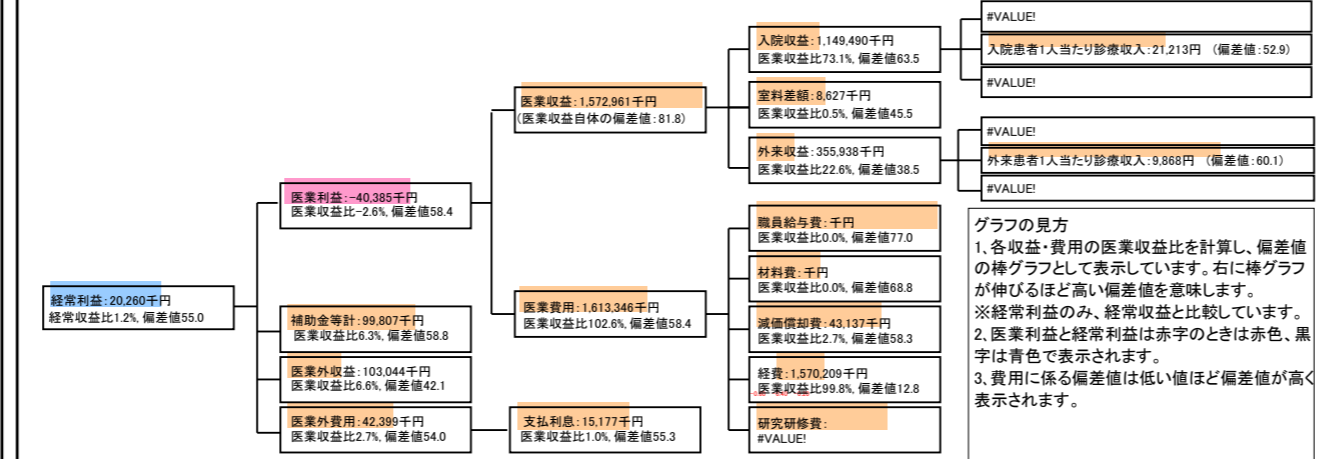 #VALUE!
入院収益:1,149,490千円
医業収益比73.1%, 偏差値63.5
入院患者1人当たり診療収入:21,213円 (偏差値:52.9)
#VALUE!
医業収益:1,572,961千円
(医業収益自体の偏差値:81.8)
室料差額:8,627千円
医業収益比0.5%, 偏差値45.5
#VALUE!
外来収益:355,938千円
医業収益比22.6%, 偏差値38.5
外来患者1人当たり診療収入:9,868円 (偏差値:60.1)
#VALUE!
医業利益:-40,385千円
医業収益比-2.6%, 偏差値58.4
職員給与費:千円
医業収益比0.0%, 偏差値77.0
材料費:千円
医業収益比0.0%, 偏差値68.8
経常利益:20,260千円
経常収益比1.2%, 偏差値55.0
補助金等計:99,807千円
医業収益比6.3%, 偏差値58.8
医業費用:1,613,346千円
医業収益比102.6%, 偏差値58.4
減価償却費:43,137千円
医業収益比2.7%, 偏差値58.3
医業外収益:103,044千円
医業収益比6.6%, 偏差値42.1
経費:1,570,209千円
医業収益比99.8%, 偏差値12.8
医業外費用:42,399千円
医業収益比2.7%, 偏差値54.0
支払利息:15,177千円
医業収益比1.0%, 偏差値55.3
研究研修費:
#VALUE!
グラフの見方
1、各収益・費用の医業収益比を計算し、偏差値
の棒グラフとして表示しています。右に棒グラフ
が伸びるほど高い偏差値を意味します。
※経常利益のみ、経常収益と比較しています。
2、医業利益と経常利益は赤字のときは赤色、黒
字は青色で表示されます。
3、費用に係る偏差値は低い値ほど偏差値が高く
表示されます。